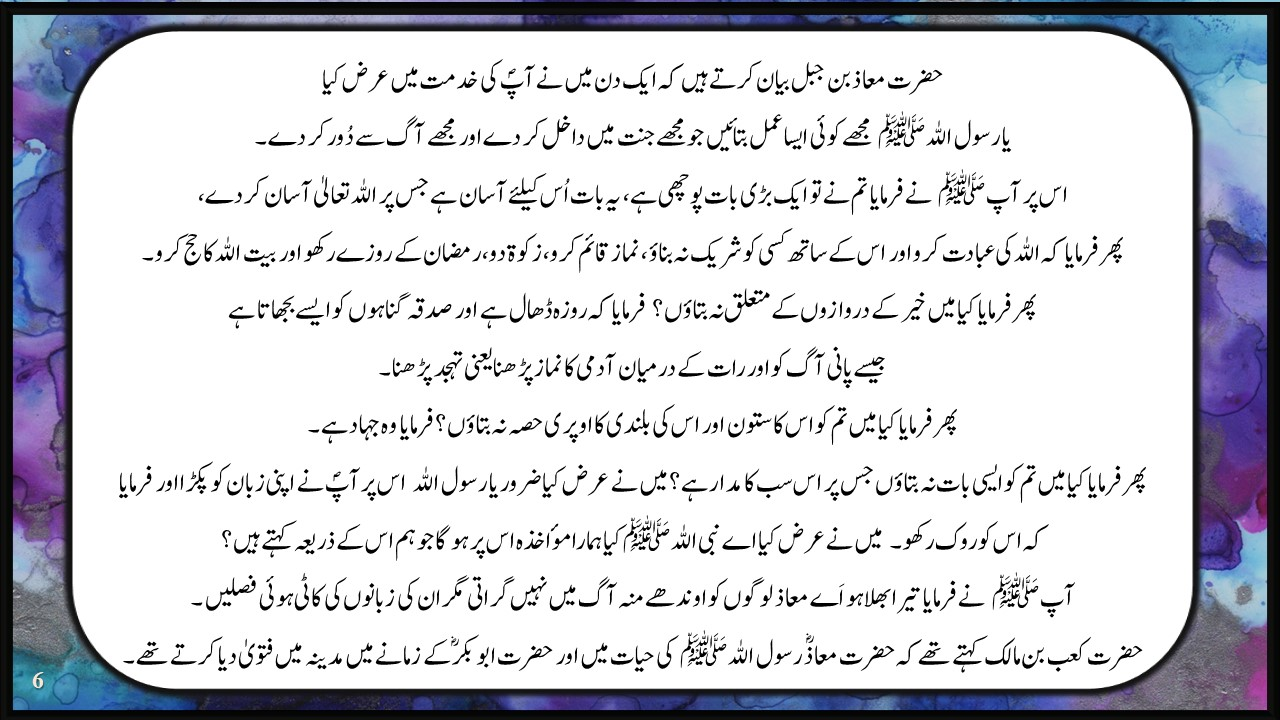 حضرت معاذ بن جبل بیان کرتے ہیں کہ ایک دن میں نے آپؐ کی خدمت میں عرض کیا
یا رسول اللہ ﷺ مجھے کوئی ایسا عمل بتائیں جو مجھے جنت میں داخل کر دے اور مجھے آگ سے دُور کر دے۔
اس پر آپ ﷺ نے فرمایا تم نے تو ایک بڑی بات پوچھی ہے، یہ بات اُس کیلئے آسان ہے جس پر اللہ تعالیٰ آسان کر دے،
پھر فرمایا کہ اللہ کی عبادت کرو اور اس کے ساتھ کسی کو شریک نہ بناؤ، نماز قائم کرو، زکوة دو، رمضان کے روزے رکھو اور بیت اللہ کا حج کرو۔
پھر فرمایا کیا میں خیر کے دروازوں کے متعلق نہ بتاؤں؟ فرمایا کہ روزہ ڈھال ہے اور صدقہ گناہوں کو ایسے بجھاتا ہے
جیسے پانی آگ کو اور رات کے درمیان آدمی کا نماز پڑھنا یعنی تہجد پڑھنا۔
پھر فرمایا کیا میں تم کو اس کا ستون اور اس کی بلندی کا اوپری حصہ نہ بتاؤں؟ فرمایا وہ جہاد ہے۔
پھر فرمایا کیا میں تم کو ایسی بات نہ بتاؤں جس پر اس سب کا مدار ہے؟ میں نے عرض کیا ضرور یا رسول اللہ اس پر آپؐ نے اپنی زبان کو پکڑا اور فرمایا
کہ اس کو روک رکھو۔ میں نے عرض کیا اے نبی اللہ ﷺ کیا ہمارا موٴاخذہ اس پر ہو گا جو ہم اس کے ذریعہ کہتے ہیں؟
آپ ﷺ نے فرمایا تیرا بھلا ہو اَے معاذ لوگوں کو اوندھے منہ آگ میں نہیں گراتی مگر ان کی زبانوں کی کاٹی ہوئی فصلیں۔
حضرت کعب بن مالک کہتے تھے کہ حضرت معاذؓ رسول اللہ ﷺ کی حیات میں اور حضرت ابو بکرؓ کے زمانے میں مدینہ میں فتویٰ دیا کرتے تھے۔
6